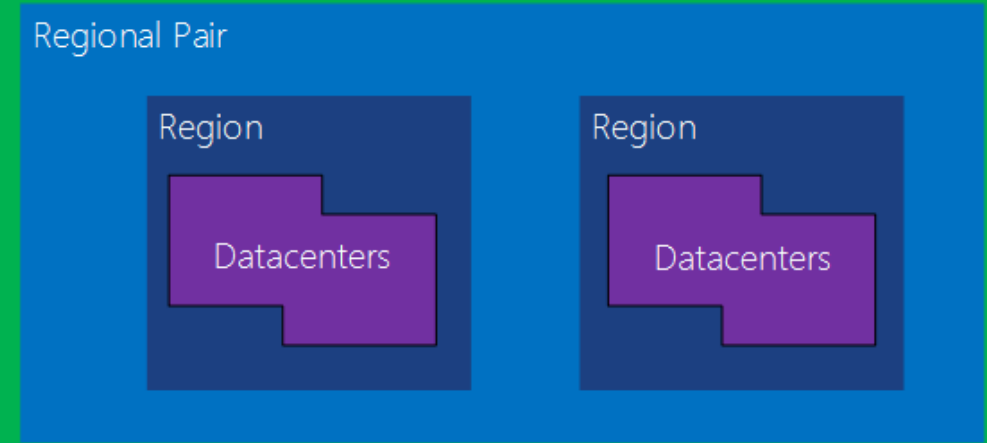 Regional Pair
Region
Region
Datacenters
Datacenters